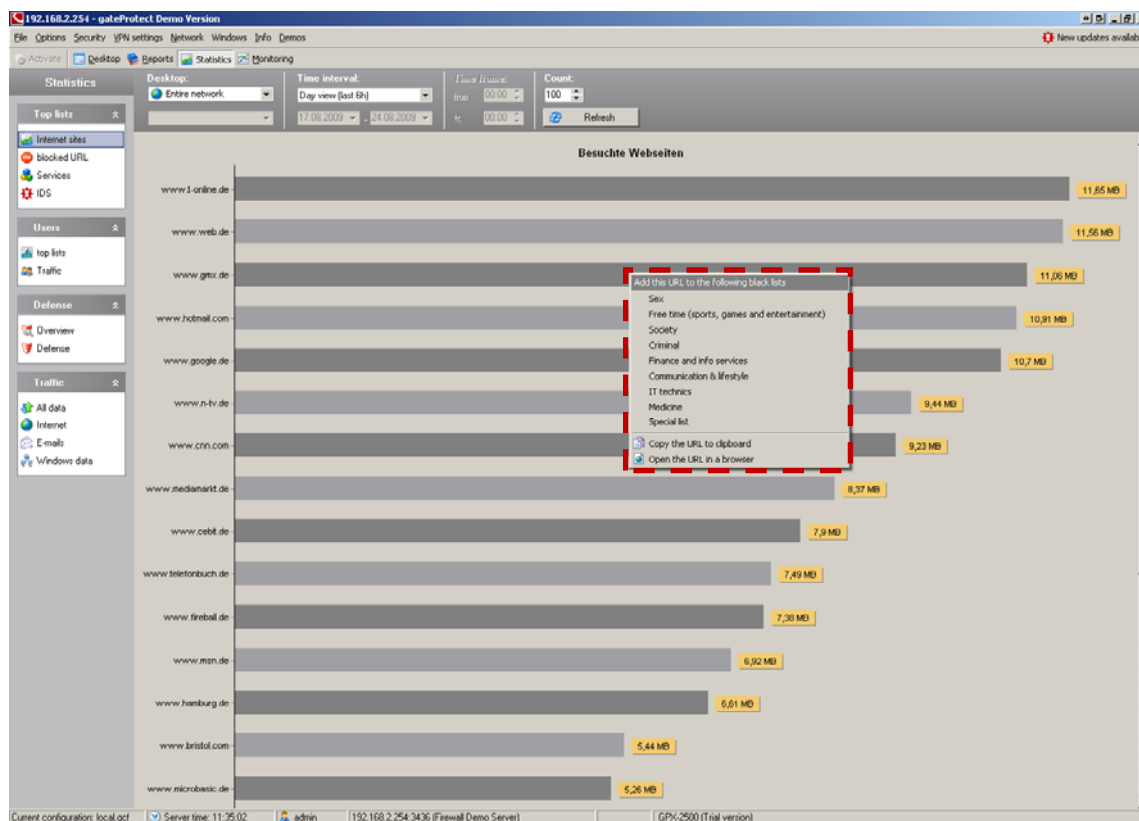 192.168.2.254 - gateProtect Demo Version
File Options Security VPN settings Network Windows Info Demos
New updates availab
Activate Desktop Reports Statistics Monitoring
Statistics
Desktop:
Entire network
Time interval:
Day view (last 6h)
17.08.2009 - 24.08.2009
Time frame:
from 00:00
to 00:00
Count:
100
Refresh
Top lists
Internet sites
blocked URL
Services
IDS
Users
top lists
Traffic
Defense
Overview
Defense
Traffic
All data
Internet
E-mails
Windows data
Besuchte Webseiten
www.t-online.de 11,65 MB
www.web.de 11,56 MB
www.gmx.de 11,06 MB
www.hotmail.com 10,91 MB
www.google.de 10,7 MB
www.n-tv.de 9,44 MB
www.cnn.com 9,23 MB
www.mediamarkt.de 8,37 MB
www.cebit.de 7,9 MB
www.telefonbuch.de 7,49 MB
www.fireball.de 7,38 MB
www.msn.de 6,92 MB
www.hamburg.de 6,61 MB
www.bristol.com 5,44 MB
www.microbasic.de 5,26 MB
Add this URL to the following black lists
Sex
Free time (sports, games and entertainment)
Society
Criminal
Finance and info services
Communication & lifestyle
IT technics
Medicine
Special list
Copy the URL to clipboard
Open the URL in a browser
Current configuration: local.gcf Server time: 11:35:02 admin 192.168.2.254:3436 (Firewall Demo Server) GPX-2500 (Trial version)